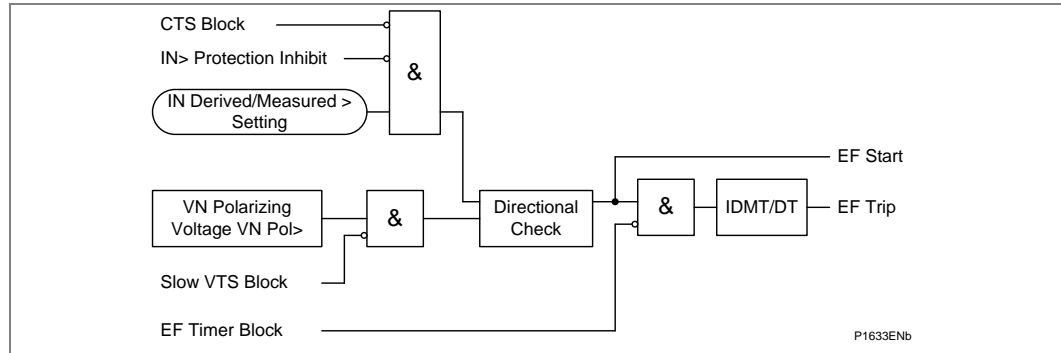 CTS Block
IN> Protection Inhibit
&
IN Derived/Measured >
Setting
EF Start
VN Polarizing
Voltage VN Pol>
&
Directional
Check
&
IDMT/DT
EF Trip
Slow VTS Block
EF Timer Block
P1633ENb